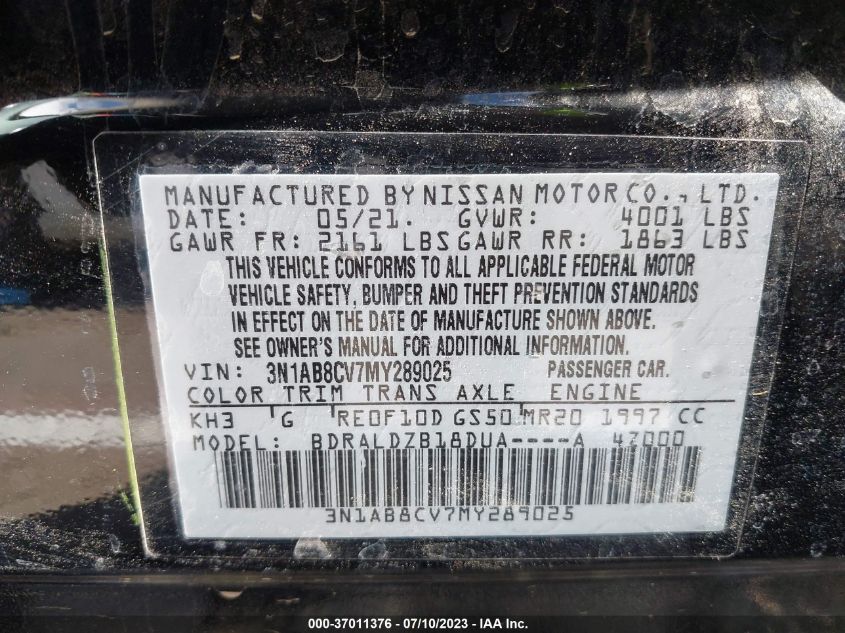 MANUFACTURED BY NISSAN MOTOR CO., LTD.
DATE: 05/21. GVWR: 4001 LBS
GAWR FR: 2161 LBS GAWR RR: 1863 LBS
THIS VEHICLE CONFORMS TO ALL APPLICABLE FEDERAL MOTOR
VEHICLE SAFETY, BUMPER AND THEFT PREVENTION STANDARDS
IN EFFECT ON THE DATE OF MANUFACTURE SHOWN ABOVE.
SEE OWNER'S MANUAL FOR ADDITIONAL INFORMATION.
VIN: 3N1AB8CV7MY289025 PASSENGER CAR.
COLOR TRIM TRANS AXLE ENGINE
KH3 G RE0F10D GS50 MR20 1997 CC
MODEL: BDRALDZB18DUA----A 4Z000
3N1AB8CV7MY289025
000-37011376 - 07/10/2023 - IAA Inc.